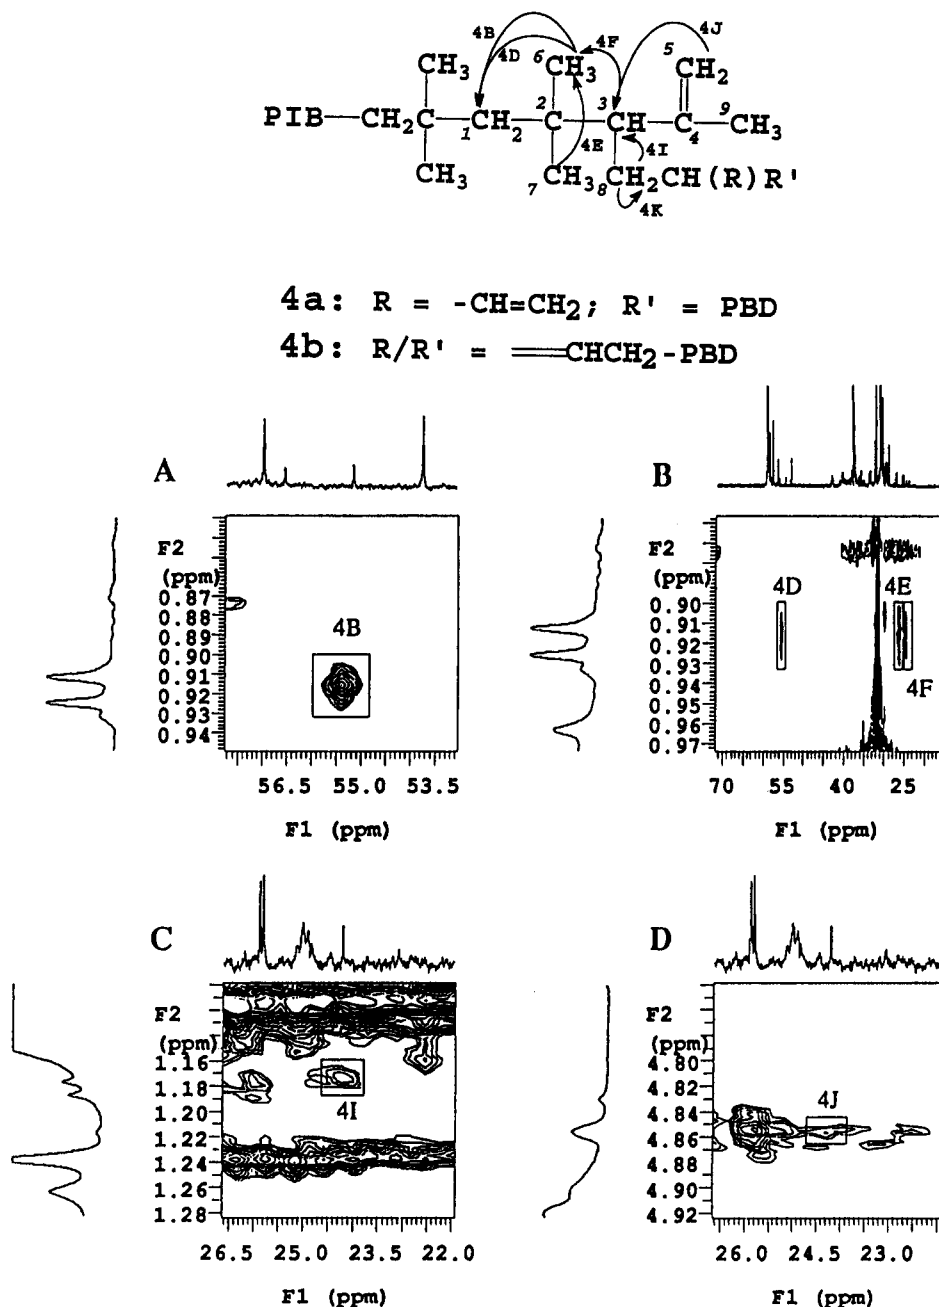 4B 4D 4F 4J
6 5
CH3 CH3 CH2
1 2 2 3 4 9
PIB—CH2C—CH2—C—CH—C—CH3
4E 4I
CH3 7 CH3 8 CH2CH(R)R'
4K
4a: R = -CH=CH2; R' = PBD
4b: R/R' = ═CHCH2-PBD
A
F2
(ppm)
0.87
0.88
0.89
0.90
0.91
0.92
0.93
0.94
4B
56.5 55.0 53.5
F1 (ppm)
B
F2
(ppm)
0.90
0.91
0.92
0.93
0.94
0.95
0.96
0.97
4D 4E
4F
70 55 40 25
F1 (ppm)
C
F2
(ppm)
1.16
1.18
1.20
1.22
1.24
1.26
1.28
4I
26.5 25.0 23.5 22.0
F1 (ppm)
D
F2
(ppm)
4.80
4.82
4.84
4.86
4.88
4.90
4.92
4J
26.0 24.5 23.0
F1 (ppm)